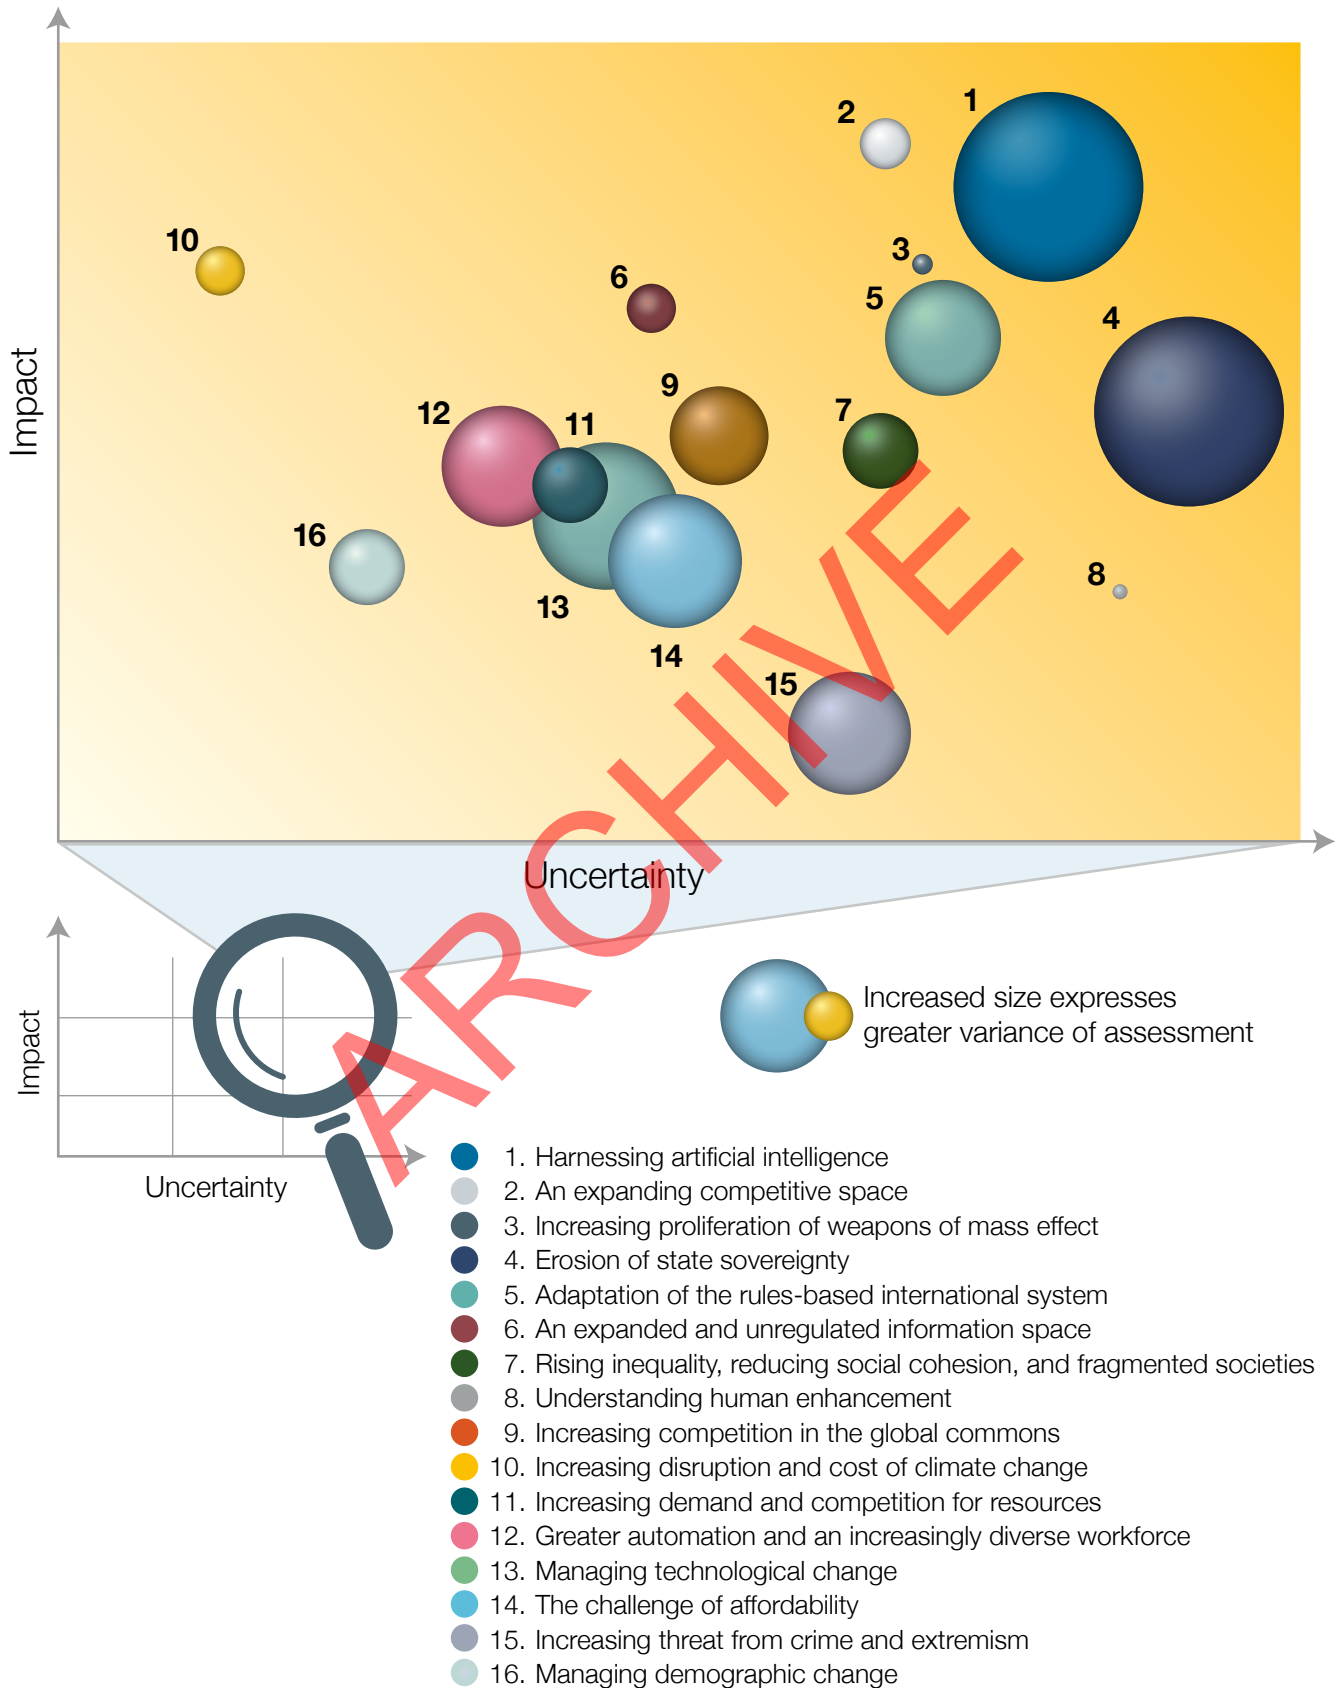 1
2
10
3
6
5
4
9
7
12
11
16
8
13
14
15
Impact
Uncertainty
ARCHIVE
Increased size expresses
greater variance of assessment
Impact
Uncertainty
1. Harnessing artificial intelligence
2. An expanding competitive space
3. Increasing proliferation of weapons of mass effect
4. Erosion of state sovereignty
5. Adaptation of the rules-based international system
6. An expanded and unregulated information space
7. Rising inequality, reducing social cohesion, and fragmented societies
8. Understanding human enhancement
9. Increasing competition in the global commons
10. Increasing disruption and cost of climate change
11. Increasing demand and competition for resources
12. Greater automation and an increasingly diverse workforce
13. Managing technological change
14. The challenge of affordability
15. Increasing threat from crime and extremism
16. Managing demographic change